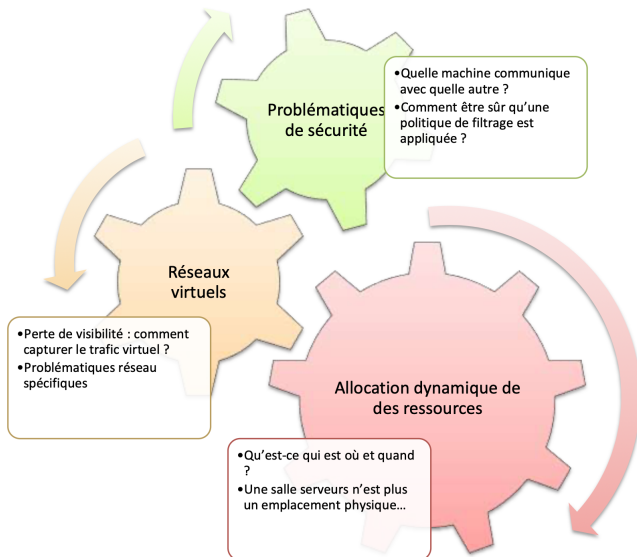 Problématiques
de sécurité
•Quelle machine communique
avec quelle autre ?
•Comment être sûr qu'une
politique de filtrage est
appliquée ?
Réseaux
virtuels
•Perte de visibilité : comment
capturer le trafic virtuel ?
•Problématiques réseau
spécifiques
Allocation dynamique de
des ressources
•Qu'est-ce qui est où et quand
?
•Une salle serveurs n'est plus
un emplacement physique…